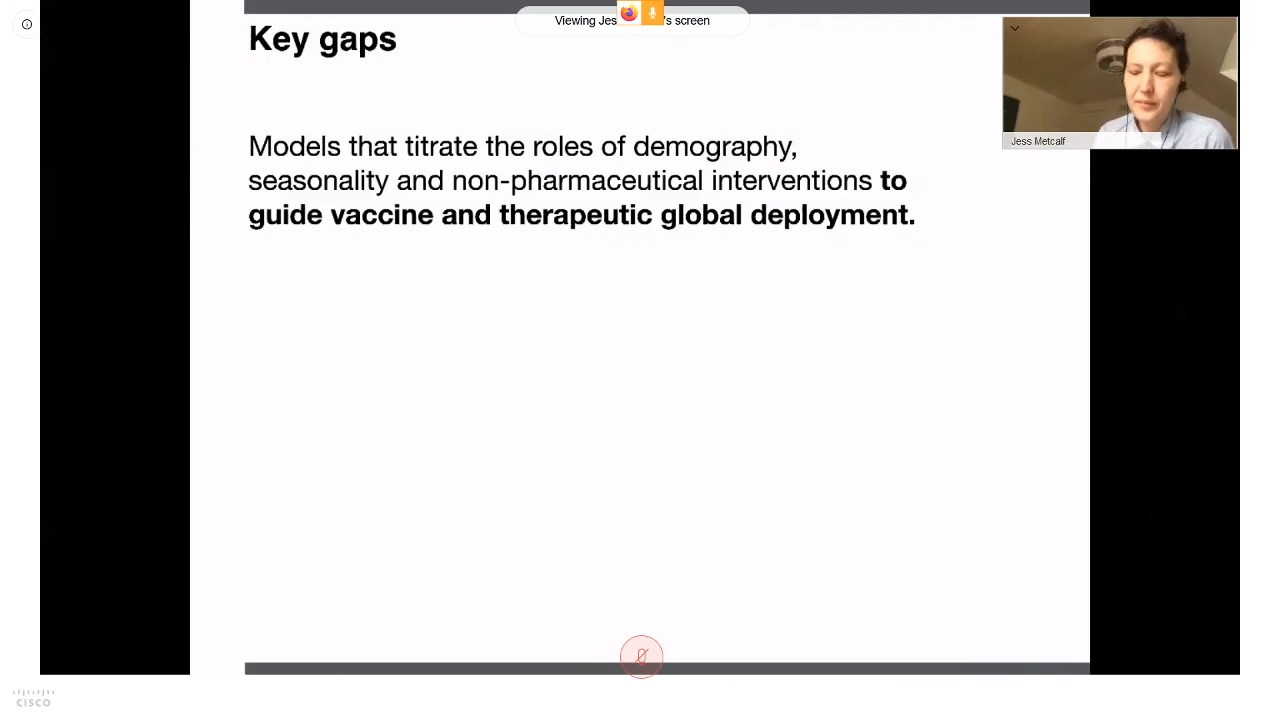 Viewing Jes 's screen
Key gaps
Jess Metcalf
Models that titrate the roles of demography,
seasonality and non-pharmaceutical interventions to
guide vaccine and therapeutic global deployment.
CISCO